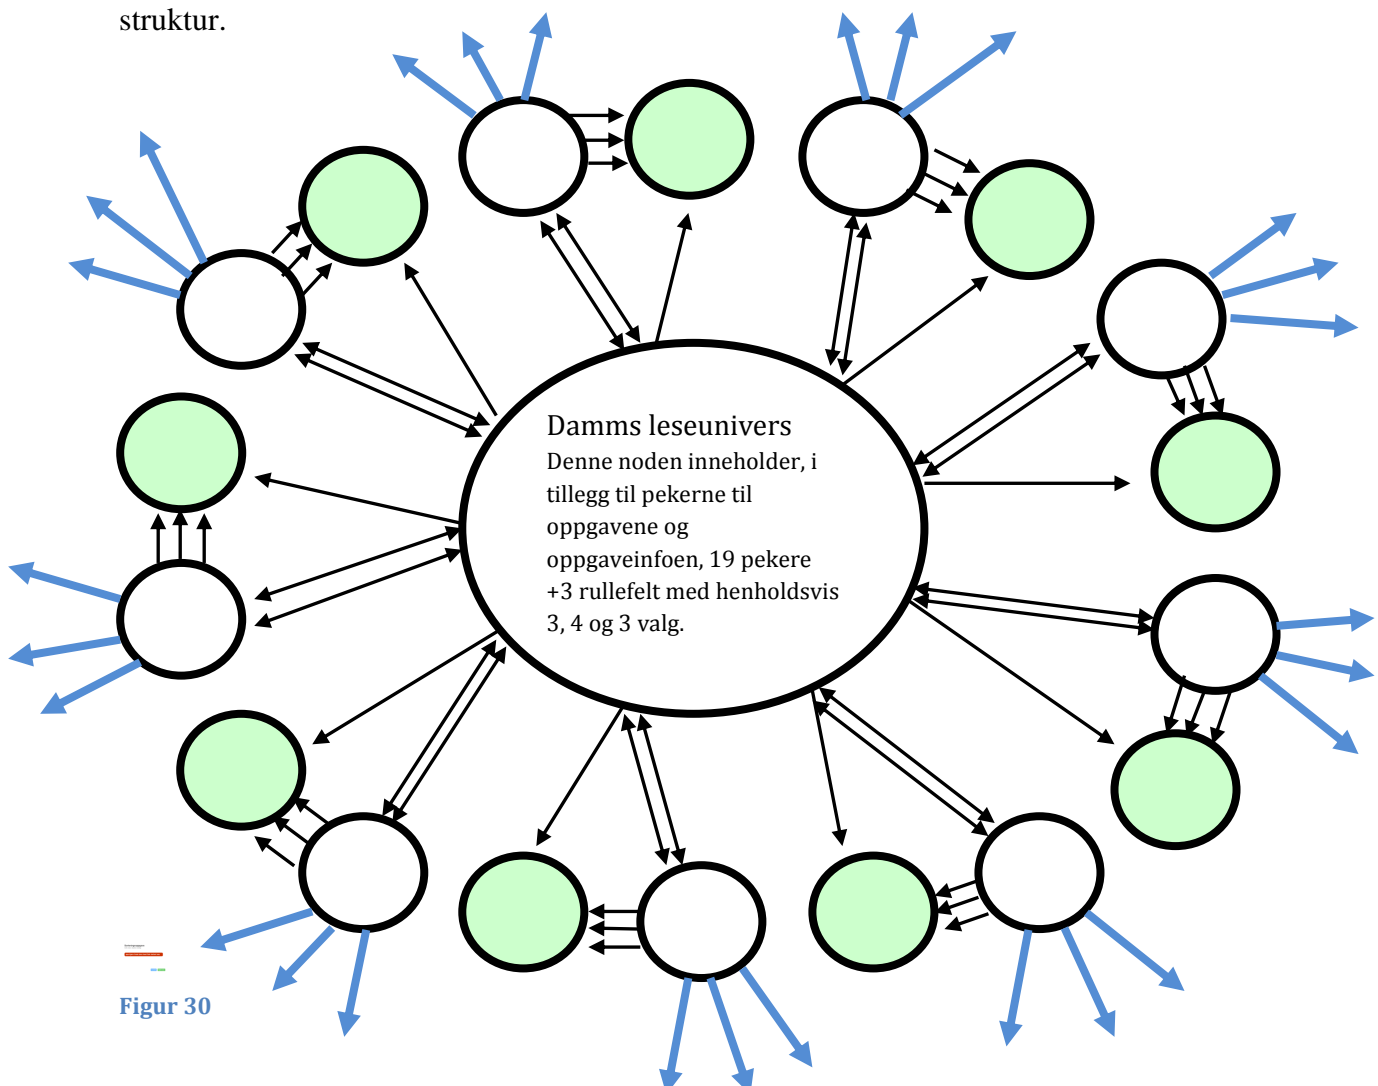 struktur.
Damms leseunivers
Denne noden inneholder, i
tillegg til pekerne til
oppgavene og
oppgaveinfoen, 19 pekere
+3 rullefelt med henholdsvis
3, 4 og 3 valg.
Figur 30